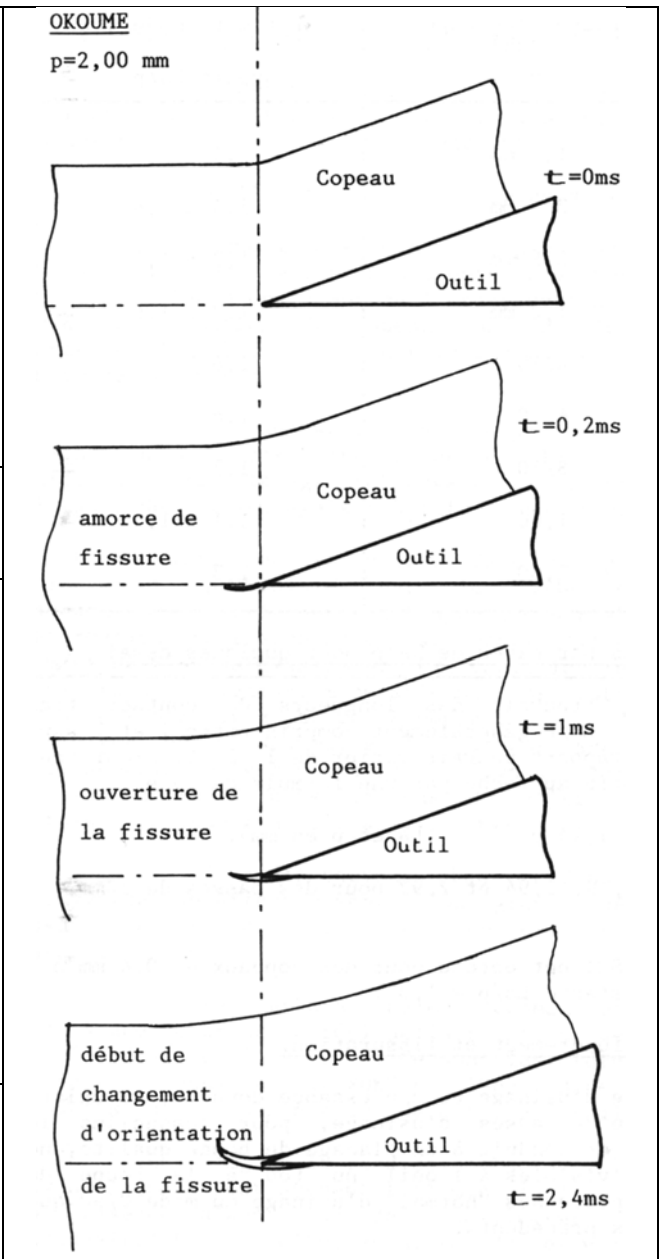 OKOUME
p=2,00 mm
Copeau
t=0ms
Outil
t=0,2ms
Copeau
amorce de
fissure
Outil
t=1ms
Copeau
ouverture de
la fissure
Outil
début de
Copeau
changement
d'orientation
Outil
de la fissure
t=2,4ms